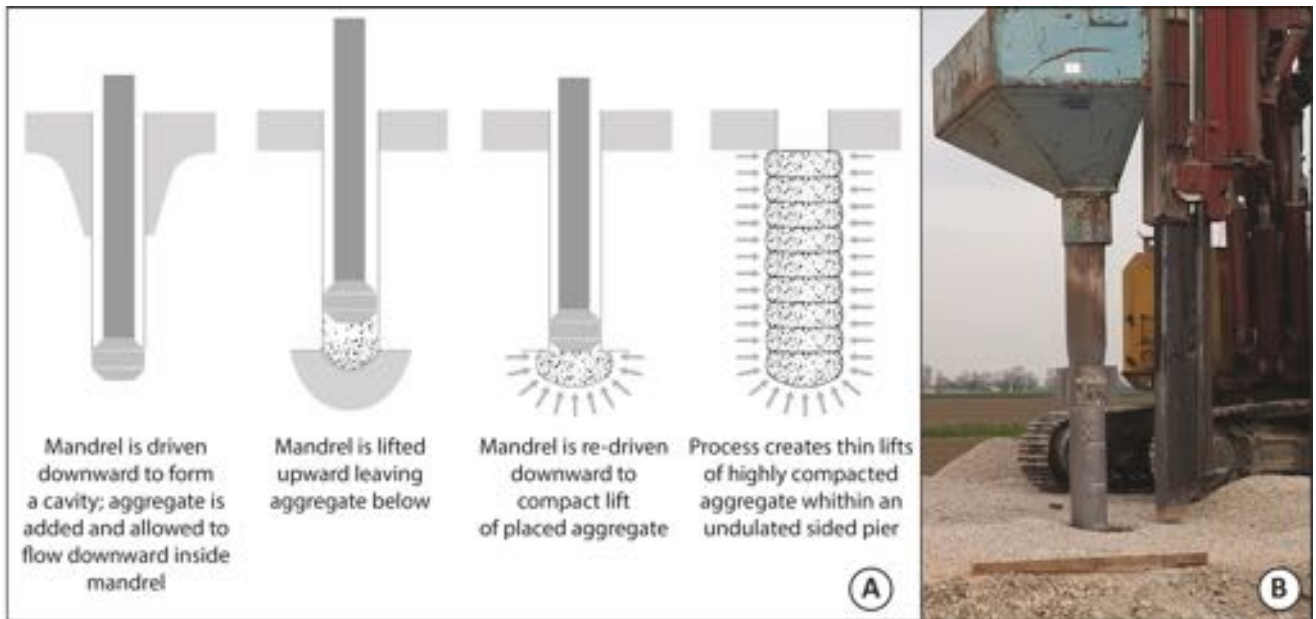 Mandrel is driven
downward to form
a cavity; aggregate is
added and allowed to
flow downward inside
mandrel
Mandrel is lifted
upward leaving
aggregate below
Mandrel is re-driven
downward to
compact lift
of placed aggregate
Process creates thin lifts
of highly compacted
aggregate whithin an
undulated sided pier
A
B